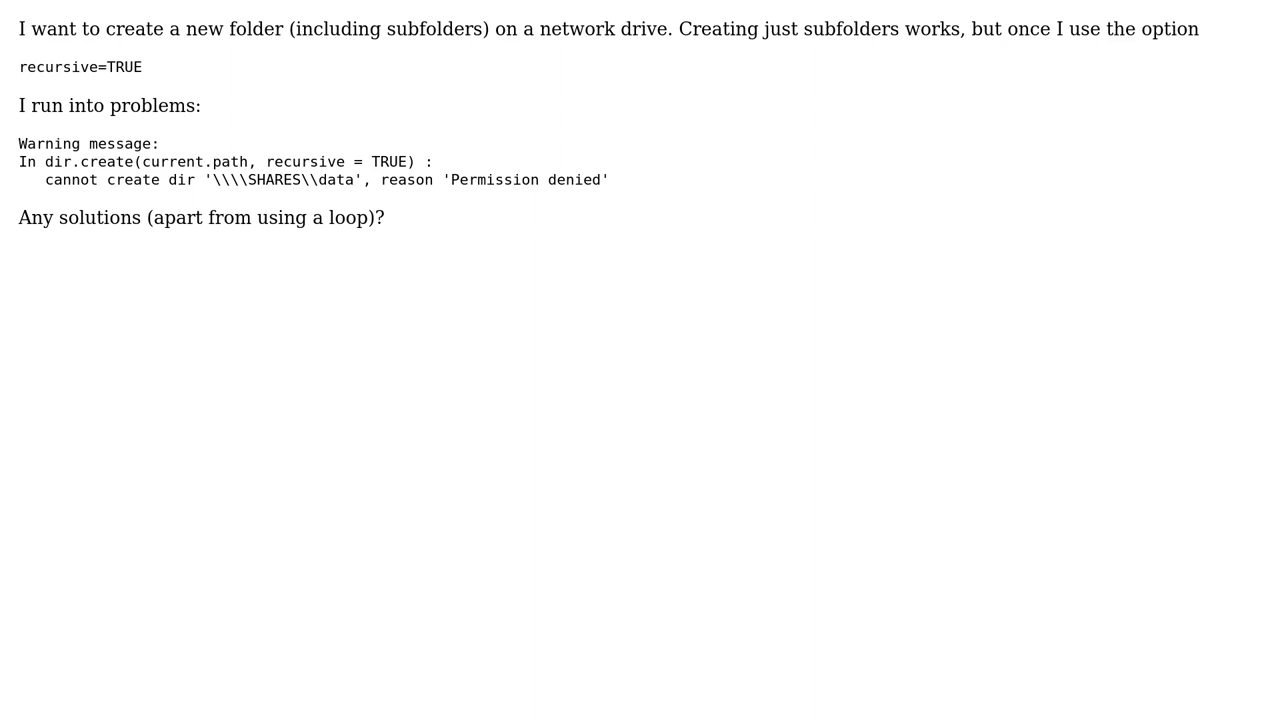 I want to create a new folder (including subfolders) on a network drive. Creating just subfolders works, but once I use the option
recursive=TRUE
I run into problems:
Warning message:
In dir.create(current.path, recursive = TRUE) :
   cannot create dir '\\\\SHARES\\data', reason 'Permission denied'
Any solutions (apart from using a loop)?